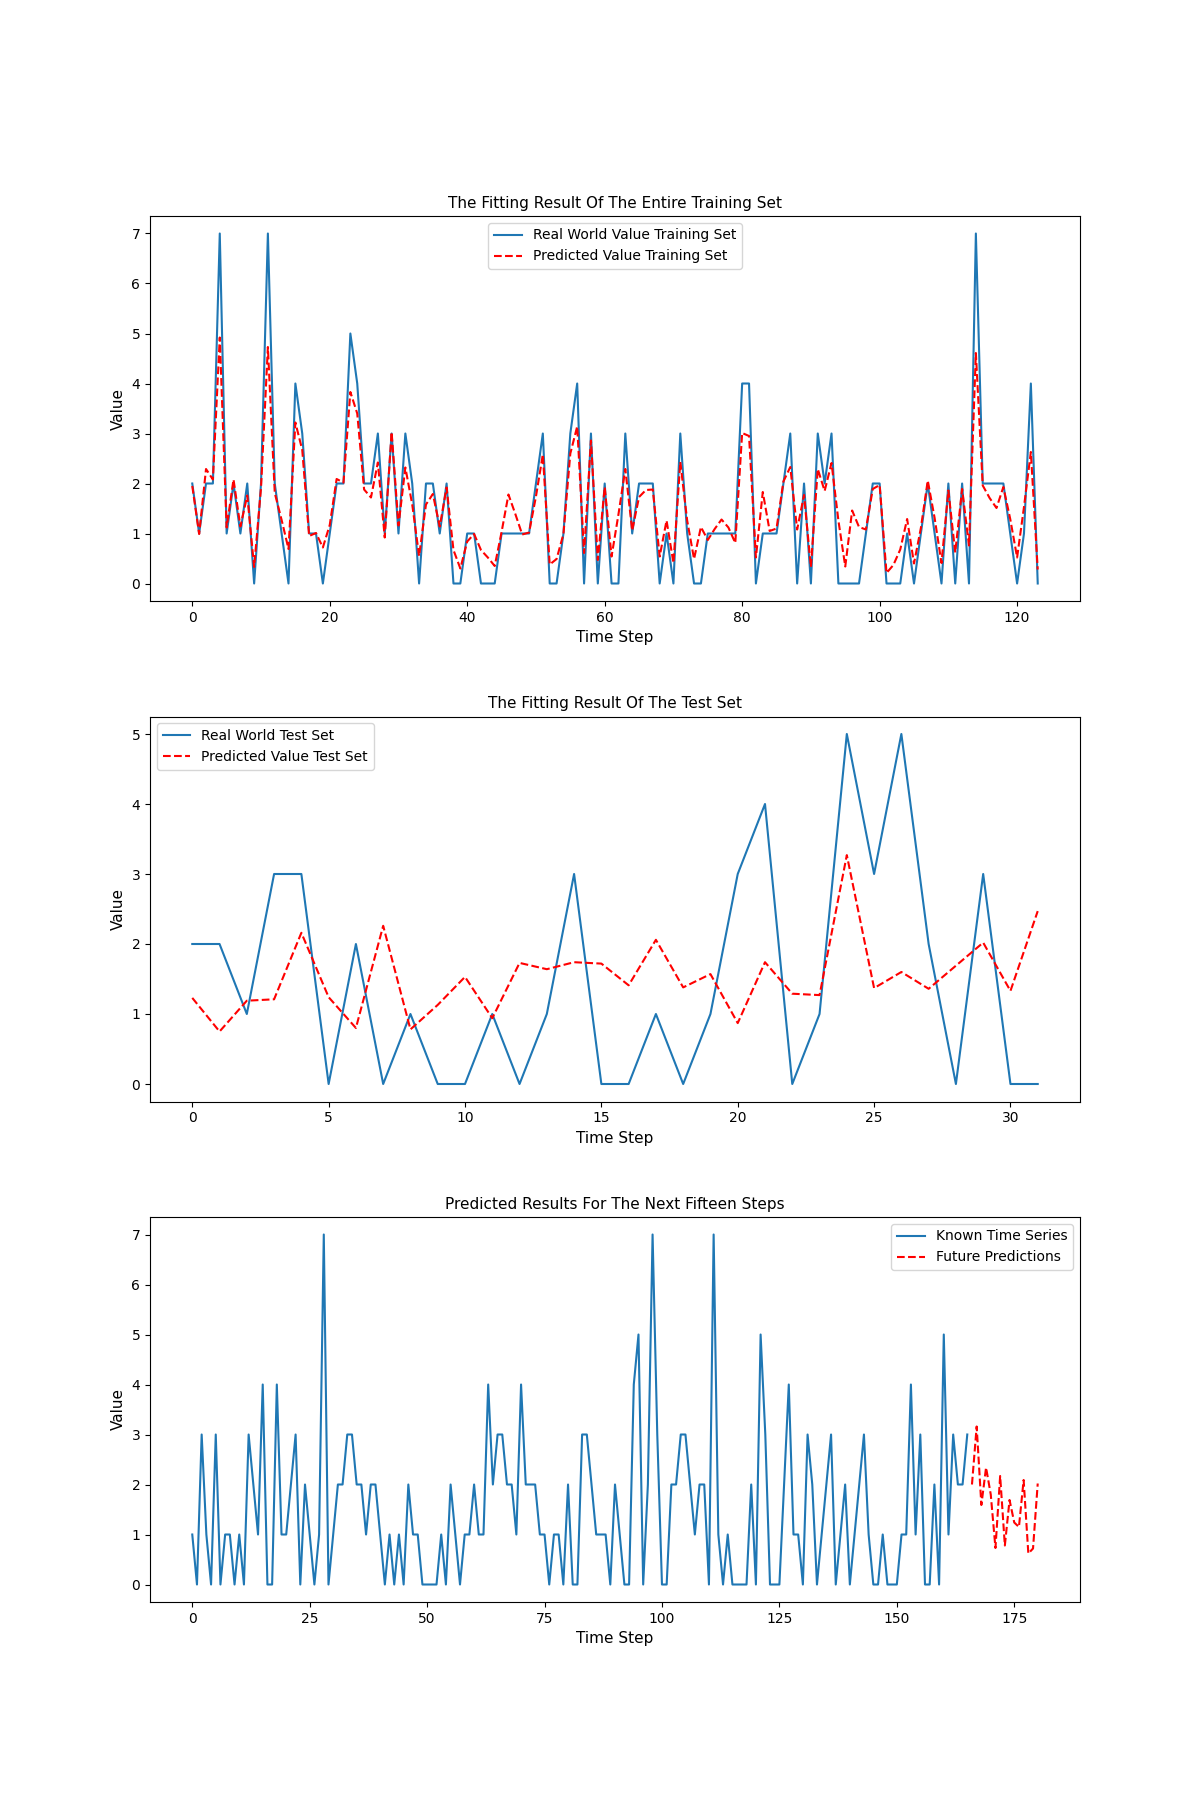 The Fitting Result Of The Entire Training Set
Real World Value Training Set
Predicted Value Training Set
Value
7
6
5
4
3
2
1
0
0 20 40 60 80 100 120
Time Step
The Fitting Result Of The Test Set
Real World Test Set
Predicted Value Test Set
Value
5
4
3
2
1
0
0 5 10 15 20 25 30
Time Step
Predicted Results For The Next Fifteen Steps
Known Time Series
Future Predictions
Value
7
6
5
4
3
2
1
0
0 25 50 75 100 125 150 175
Time Step